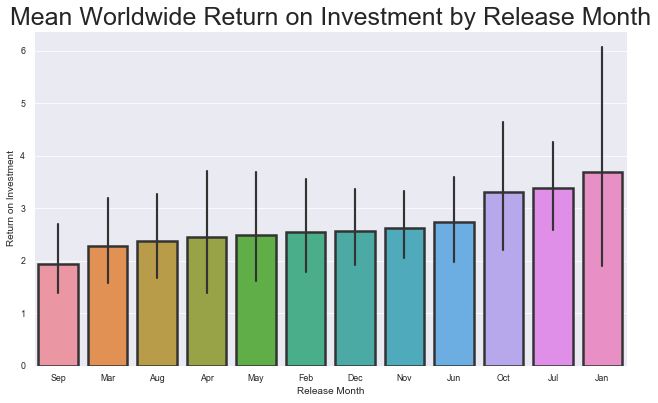 Mean Worldwide Return on Investment by Release Month
6
5
4
3
2
1
0
Return on Investment
Sep Mar Aug Apr May Feb Dec Nov Jun Oct Jul Jan
Release Month